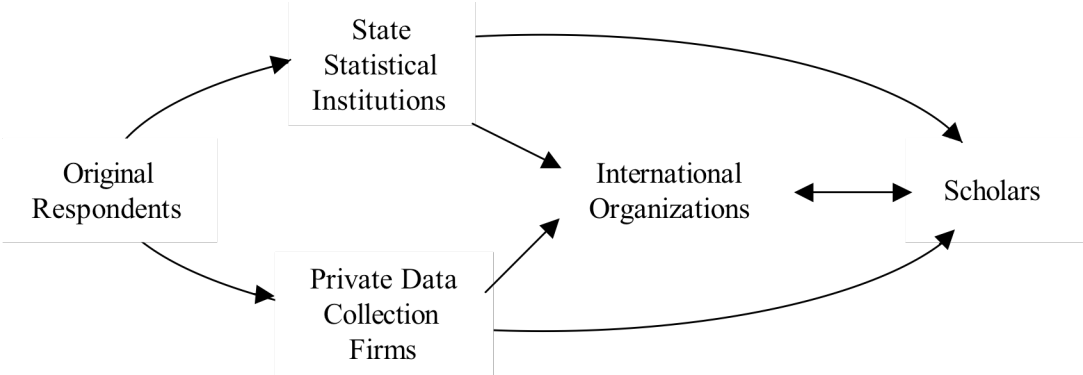 State
Statistical
Institutions
Original
Respondents
International
Organizations
Scholars
Private Data
Collection
Firms